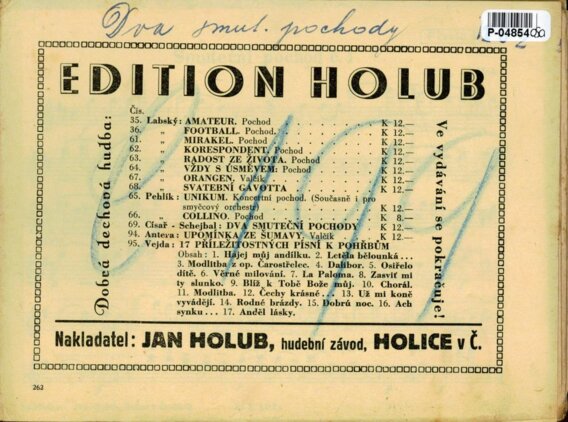 Dva smut. pochody
P-0485400
EDITION HOLUB
Dobrá dechová hudba:
Čís.
35. Labský: AMATEUR. Pochod . . . . . . . . . K 12.—
36. „ FOOTBALL. Pochod. . . . . . . . . K 12.—
61. „ MIRAKEL. Pochod . . . . . . . . . K 12.—
62. „ KORESPONDENT. Pochod . . . . . . K 12.—
63. „ RADOST ZE ŽIVOTA. Pochod . . . . . K 12.—
64. „ VŽDY S ÚSMĚVEM: Pochod . . . . . K 12.—
67. „ ORANGEN. Valčík . . . . . . . . . K 12.—
68. „ SVATEBNÍ GAVOTTA . . . . . . . . K 12.—
65. Pehlík: UNIKUM. Koncertní pochod. (Současně i pro
smyčcový orchestr) . . . . . . . . K 12.—
66. „ COLLINO. Pochod . . . . . . . . . K 8.—
69. Císař - Schejbal: DVA SMUTEČNÍ POCHODY . . . . K 12.—
94. Anteva: UPOMÍNKA ZE ŠUMAVY. Valčík . . . . . K 12.—
95. Vejda: 17 PŘÍLEŽITOSTNÝCH PÍSNÍ K POHŘBŮM
Obsah: 1. Hajej můj andílku. 2. Letěla bělounká . . .
3. Modlitba z op. Čarostřelec. 4. Dalibor. 5. Osiřelo
dítě. 6. Věrné milování. 7. La Paloma. 8. Zasviť mi
ty slunko. 9. Blíž k Tobě Bože můj. 10. Chorál.
11. Modlitba. 12. Čechy krásné . . . 13. Už mi koně
vyvádějí. 14. Rodné brázdy. 15. Dobrú noc. 16. Ach
synku . . . 17. Anděl lásky.
Ve vydávání se pokračuje!
Nakladatel: JAN HOLUB, hudební závod, HOLICE v Č.
262